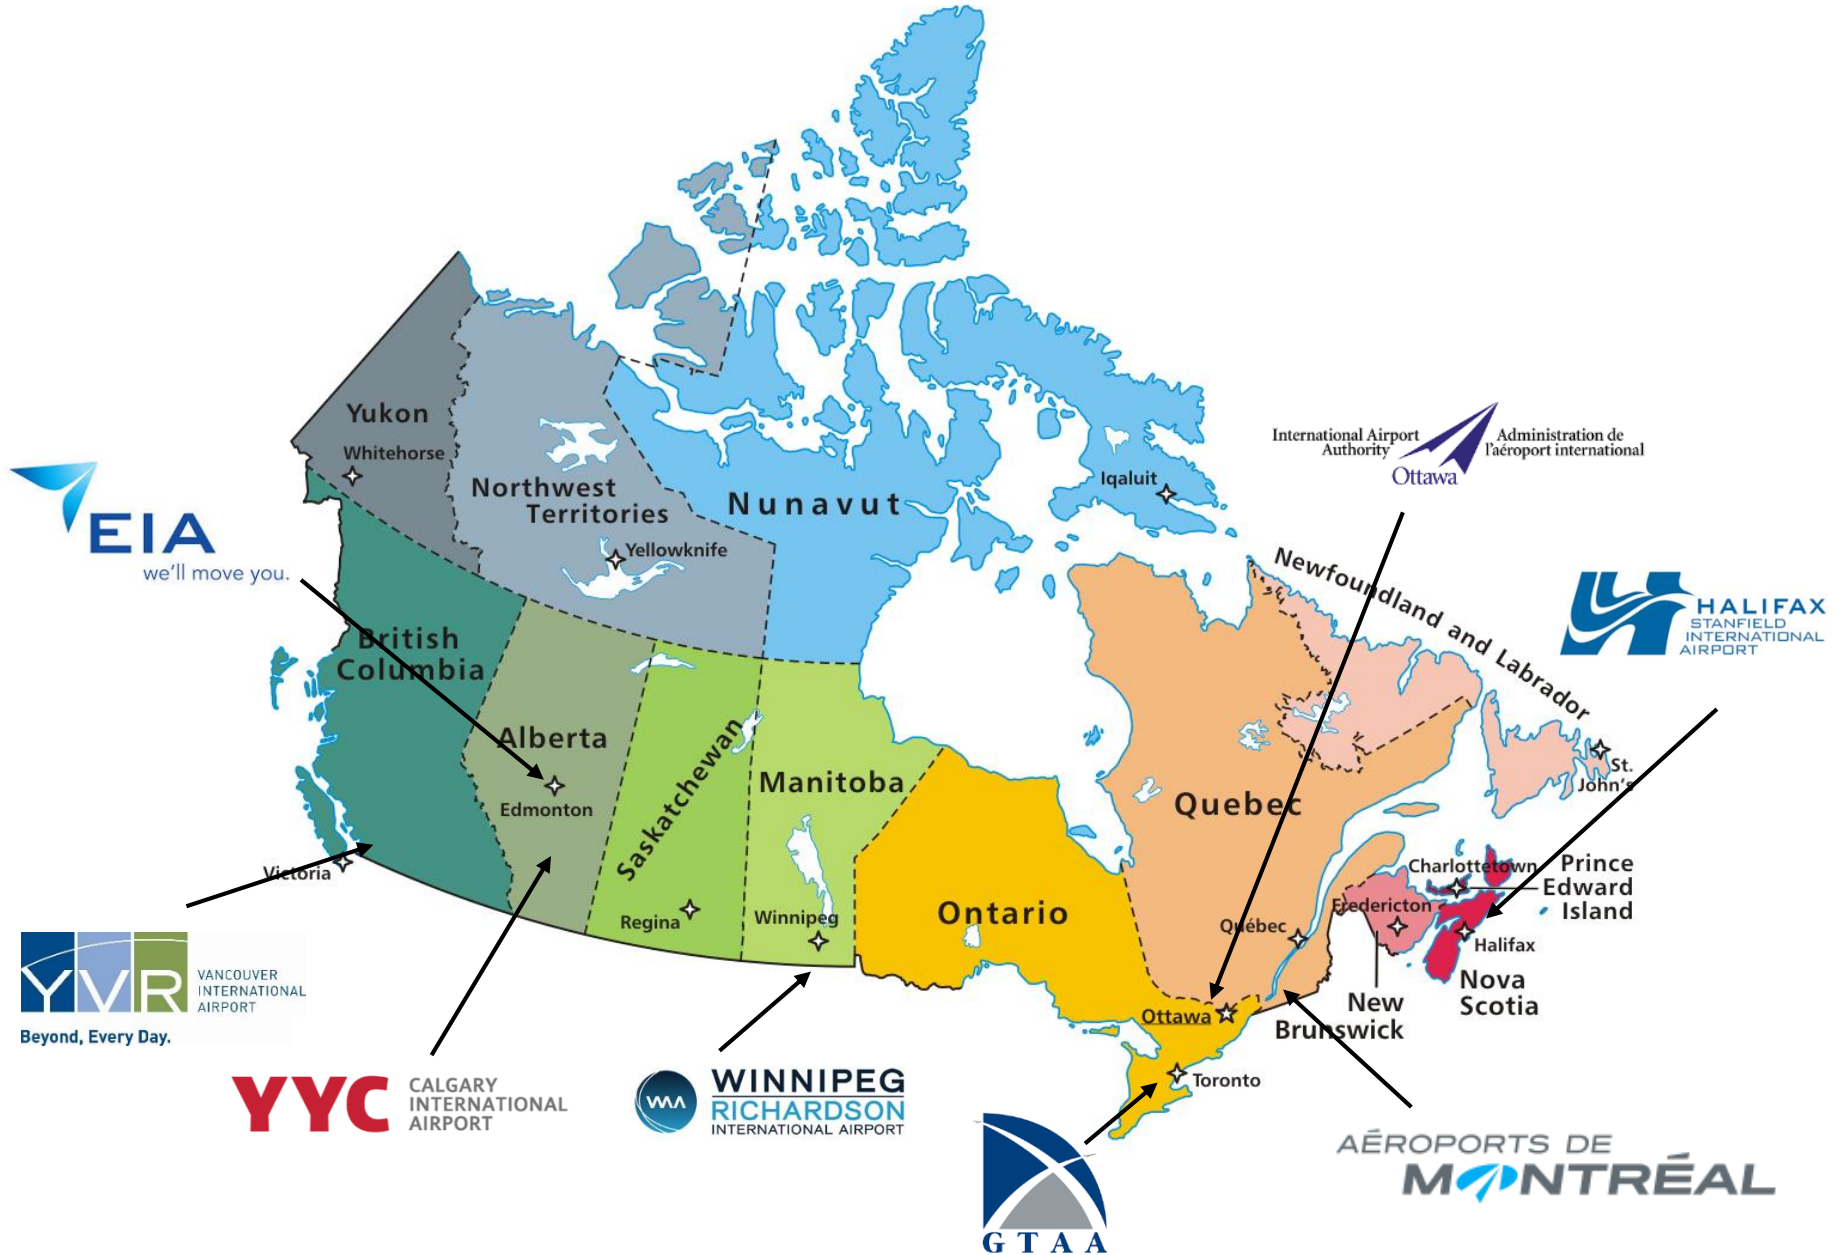 Yukon
Whitehorse
Northwest
Territories
Yellowknife
Nunavut
Iqaluit
International Airport
Authority
Ottawa
Administration de
l'aéroport international
EIA
we'll move you.
Newfoundland and Labrador
HALIFAX
STANFIELD
INTERNATIONAL
AIRPORT
British
Columbia
Alberta
Edmonton
Saskatchewan
Regina
Manitoba
Winnipeg
Ontario
Quebec
Québec
St.
John's
Charlottetown
Prince
Edward
Island
Fredericton
Halifax
Nova
Scotia
New
Brunswick
Victoria
Ottawa
Toronto
YVR
VANCOUVER
INTERNATIONAL
AIRPORT
Beyond, Every Day.
YYC
CALGARY
INTERNATIONAL
AIRPORT
WAA
WINNIPEG
RICHARDSON
INTERNATIONAL AIRPORT
GTAA
AÉROPORTS DE
MONTRÉAL